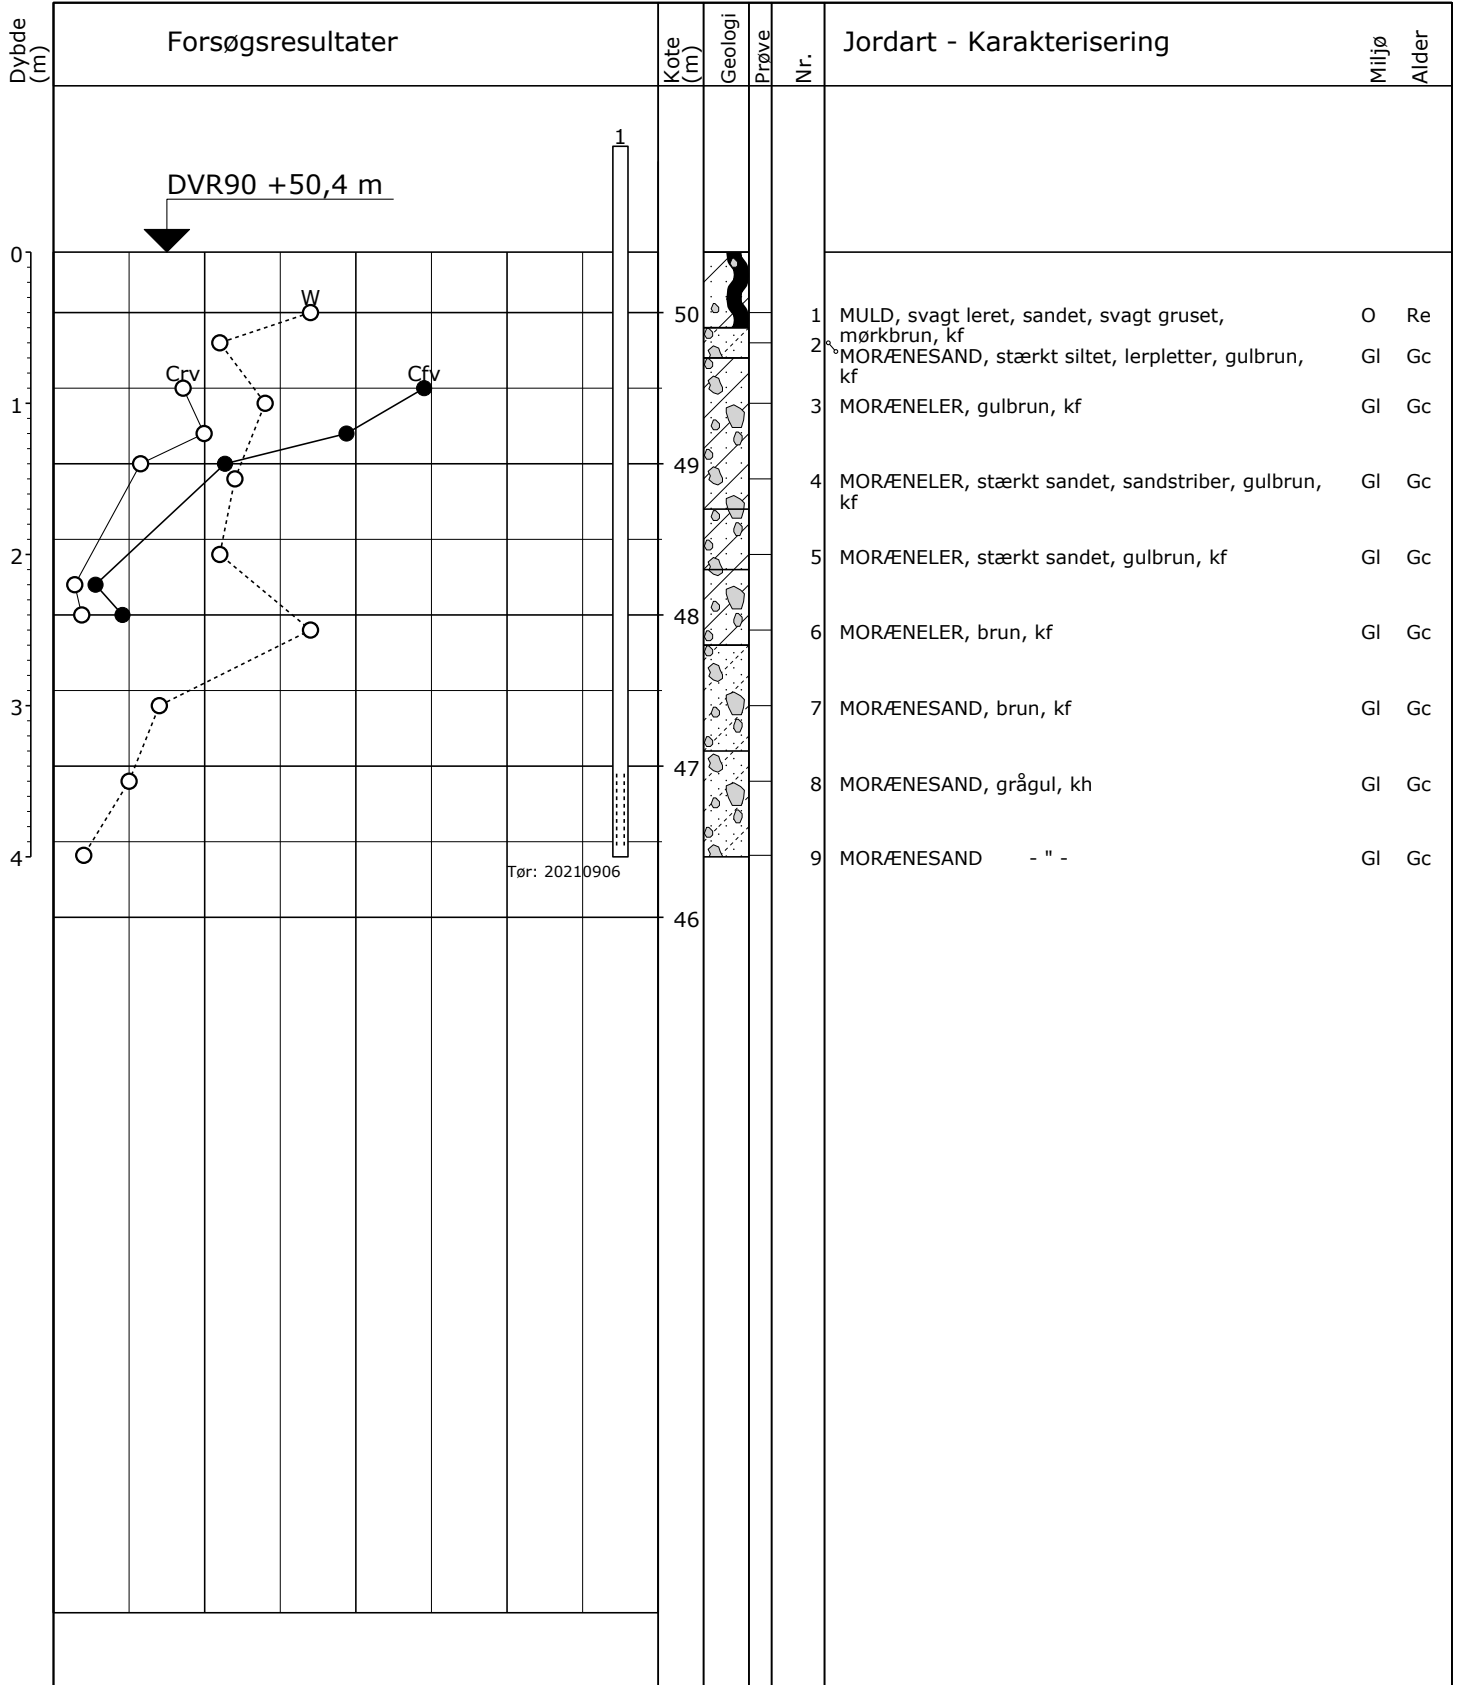 Dybde
(m)
Forsøgsresultater
Kote
(m)
Geologi
Prøve
Nr.
Jordart - Karakterisering
Miljø
Alder
1
DVR90 +50,4 m
0
W
50
1 MULD, svagt leret, sandet, svagt gruset, O Re
mørkbrun, kf
2 MORÆNESAND, stærkt siltet, lerpletter, gulbrun, Gl Gc
kf
Crv Cfv
1
3 MORÆNELER, gulbrun, kf Gl Gc
49
4 MORÆNELER, stærkt sandet, sandstriber, gulbrun, Gl Gc
kf
2
5 MORÆNELER, stærkt sandet, gulbrun, kf Gl Gc
48
6 MORÆNELER, brun, kf Gl Gc
3
7 MORÆNESAND, brun, kf Gl Gc
47
8 MORÆNESAND, grågul, kh Gl Gc
4
9 MORÆNESAND - " - Gl Gc
Tør: 20210906
46